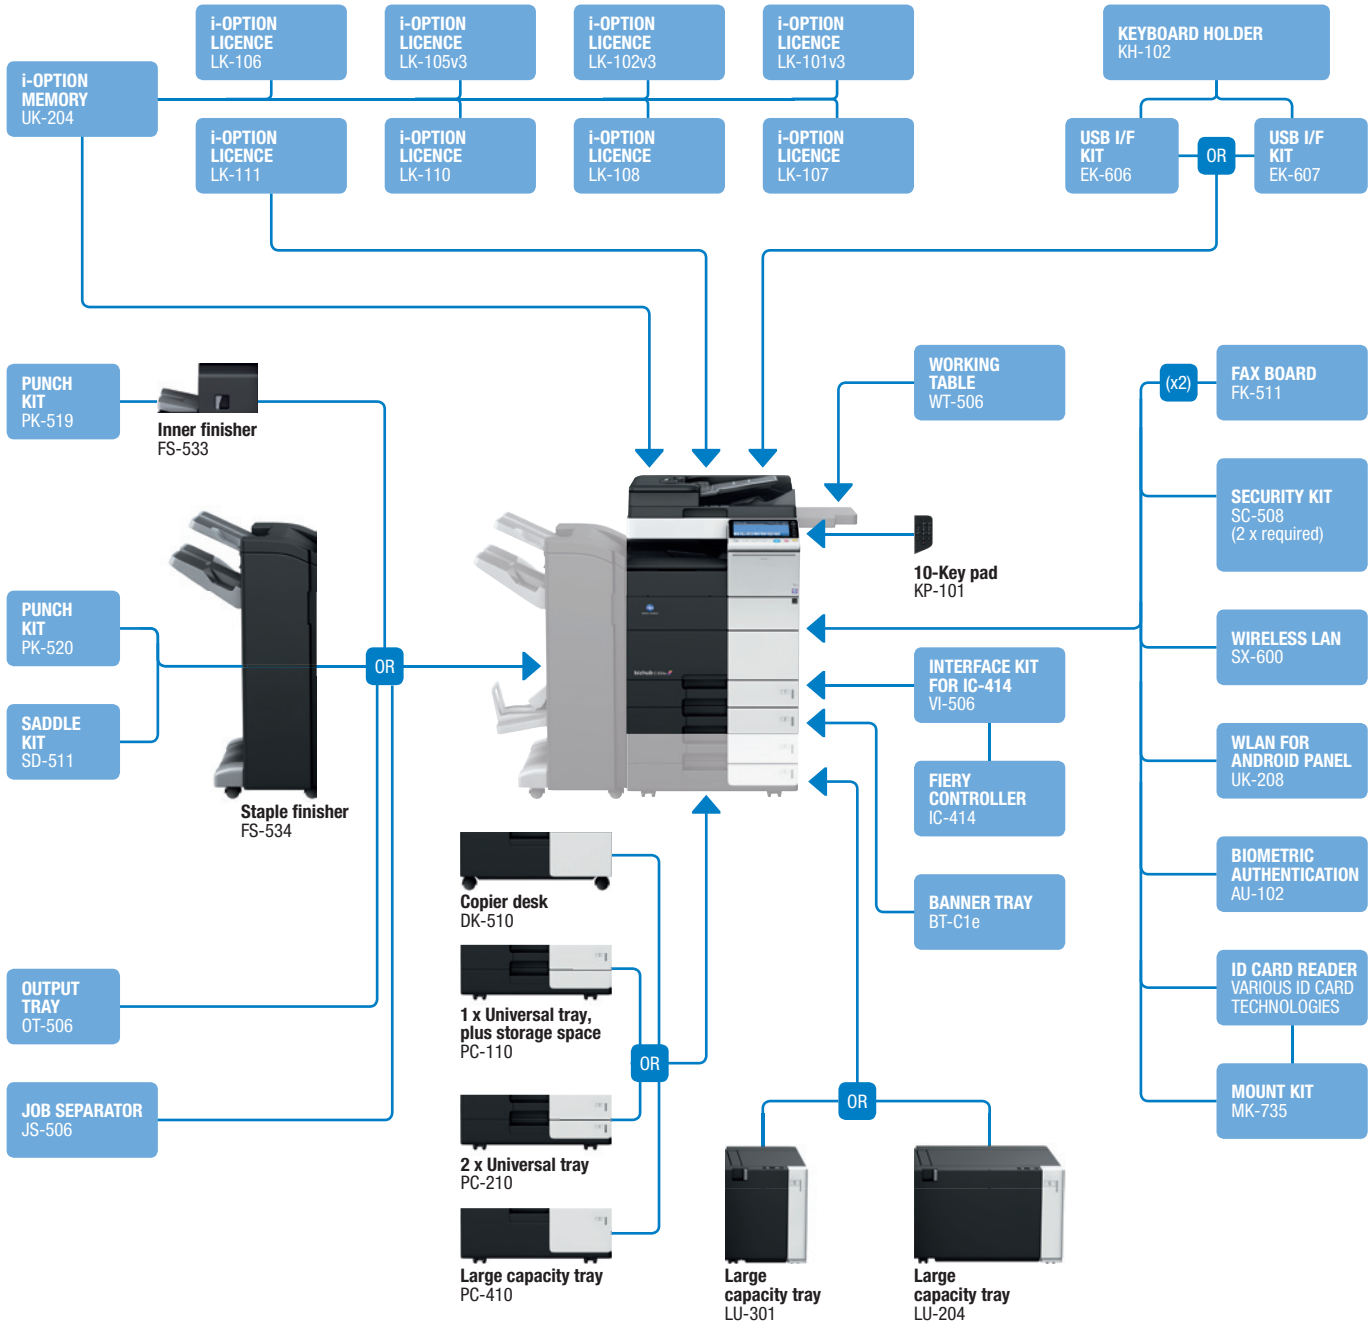 i-OPTION
LICENCE
LK-106
i-OPTION
LICENCE
LK-105v3
i-OPTION
LICENCE
LK-102v3
i-OPTION
LICENCE
LK-101v3
KEYBOARD HOLDER
KH-102
i-OPTION
MEMORY
UK-204
i-OPTION
LICENCE
LK-111
i-OPTION
LICENCE
LK-110
i-OPTION
LICENCE
LK-108
i-OPTION
LICENCE
LK-107
USB I/F
KIT
EK-606
OR
USB I/F
KIT
EK-607
PUNCH
KIT
PK-519
Inner finisher
FS-533
WORKING
TABLE
WT-506
(x2)
FAX BOARD
FK-511
SECURITY KIT
SC-508
(2 x required)
10-Key pad
KP-101
PUNCH
KIT
PK-520
SADDLE
KIT
SD-511
OR
Staple finisher
FS-534
bizhub
INTERFACE KIT
FOR IC-414
VI-506
FIERY
CONTROLLER
IC-414
BANNER TRAY
BT-C1e
WIRELESS LAN
SX-600
WLAN FOR
ANDROID PANEL
UK-208
BIOMETRIC
AUTHENTICATION
AU-102
ID CARD READER
VARIOUS ID CARD
TECHNOLOGIES
MOUNT KIT
MK-735
OUTPUT
TRAY
OT-506
JOB SEPARATOR
JS-506
Copier desk
DK-510
1 x Universal tray,
plus storage space
PC-110
OR
2 x Universal tray
PC-210
Large capacity tray
PC-410
OR
Large
capacity tray
LU-301
Large
capacity tray
LU-204